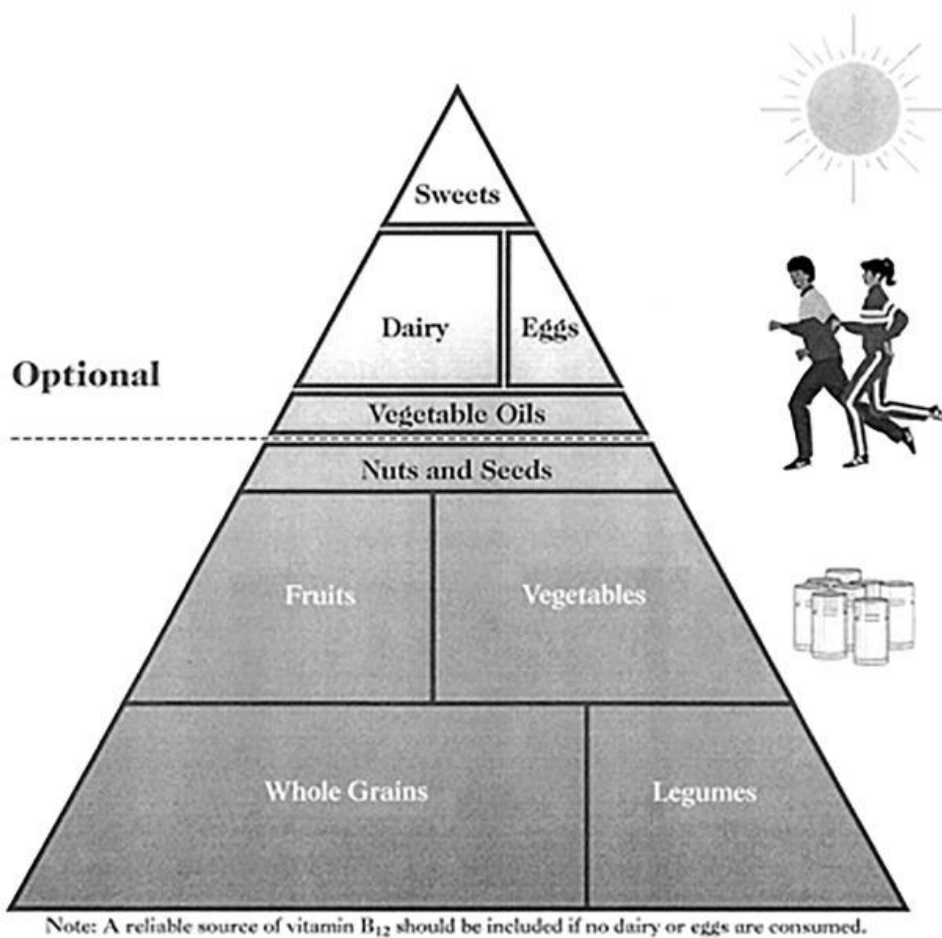 Sweets
Dairy Eggs
Optional
Vegetable Oils
Nuts and Seeds
Fruits Vegetables
Whole Grains Legumes
Note: A reliable source of vitamin B₁₂ should be included if no dairy or eggs are consumed.